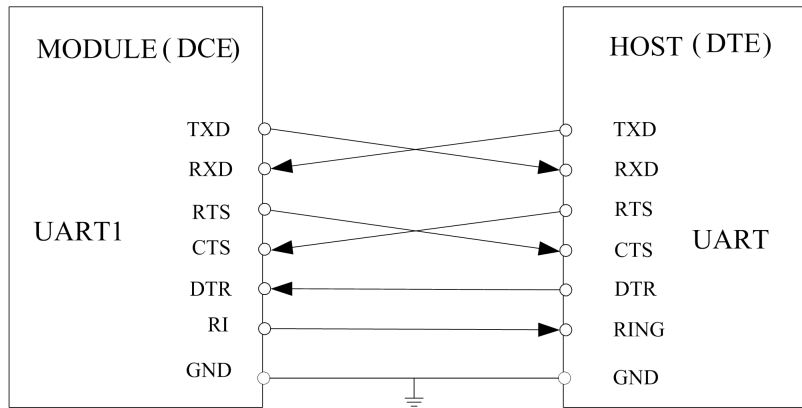 MODULE (DCE)
HOST (DTE)
TXD
RXD
RTS
CTS
DTR
RI
GND
UART1
TXD
RXD
RTS
CTS
DTR
RING
GND
UART